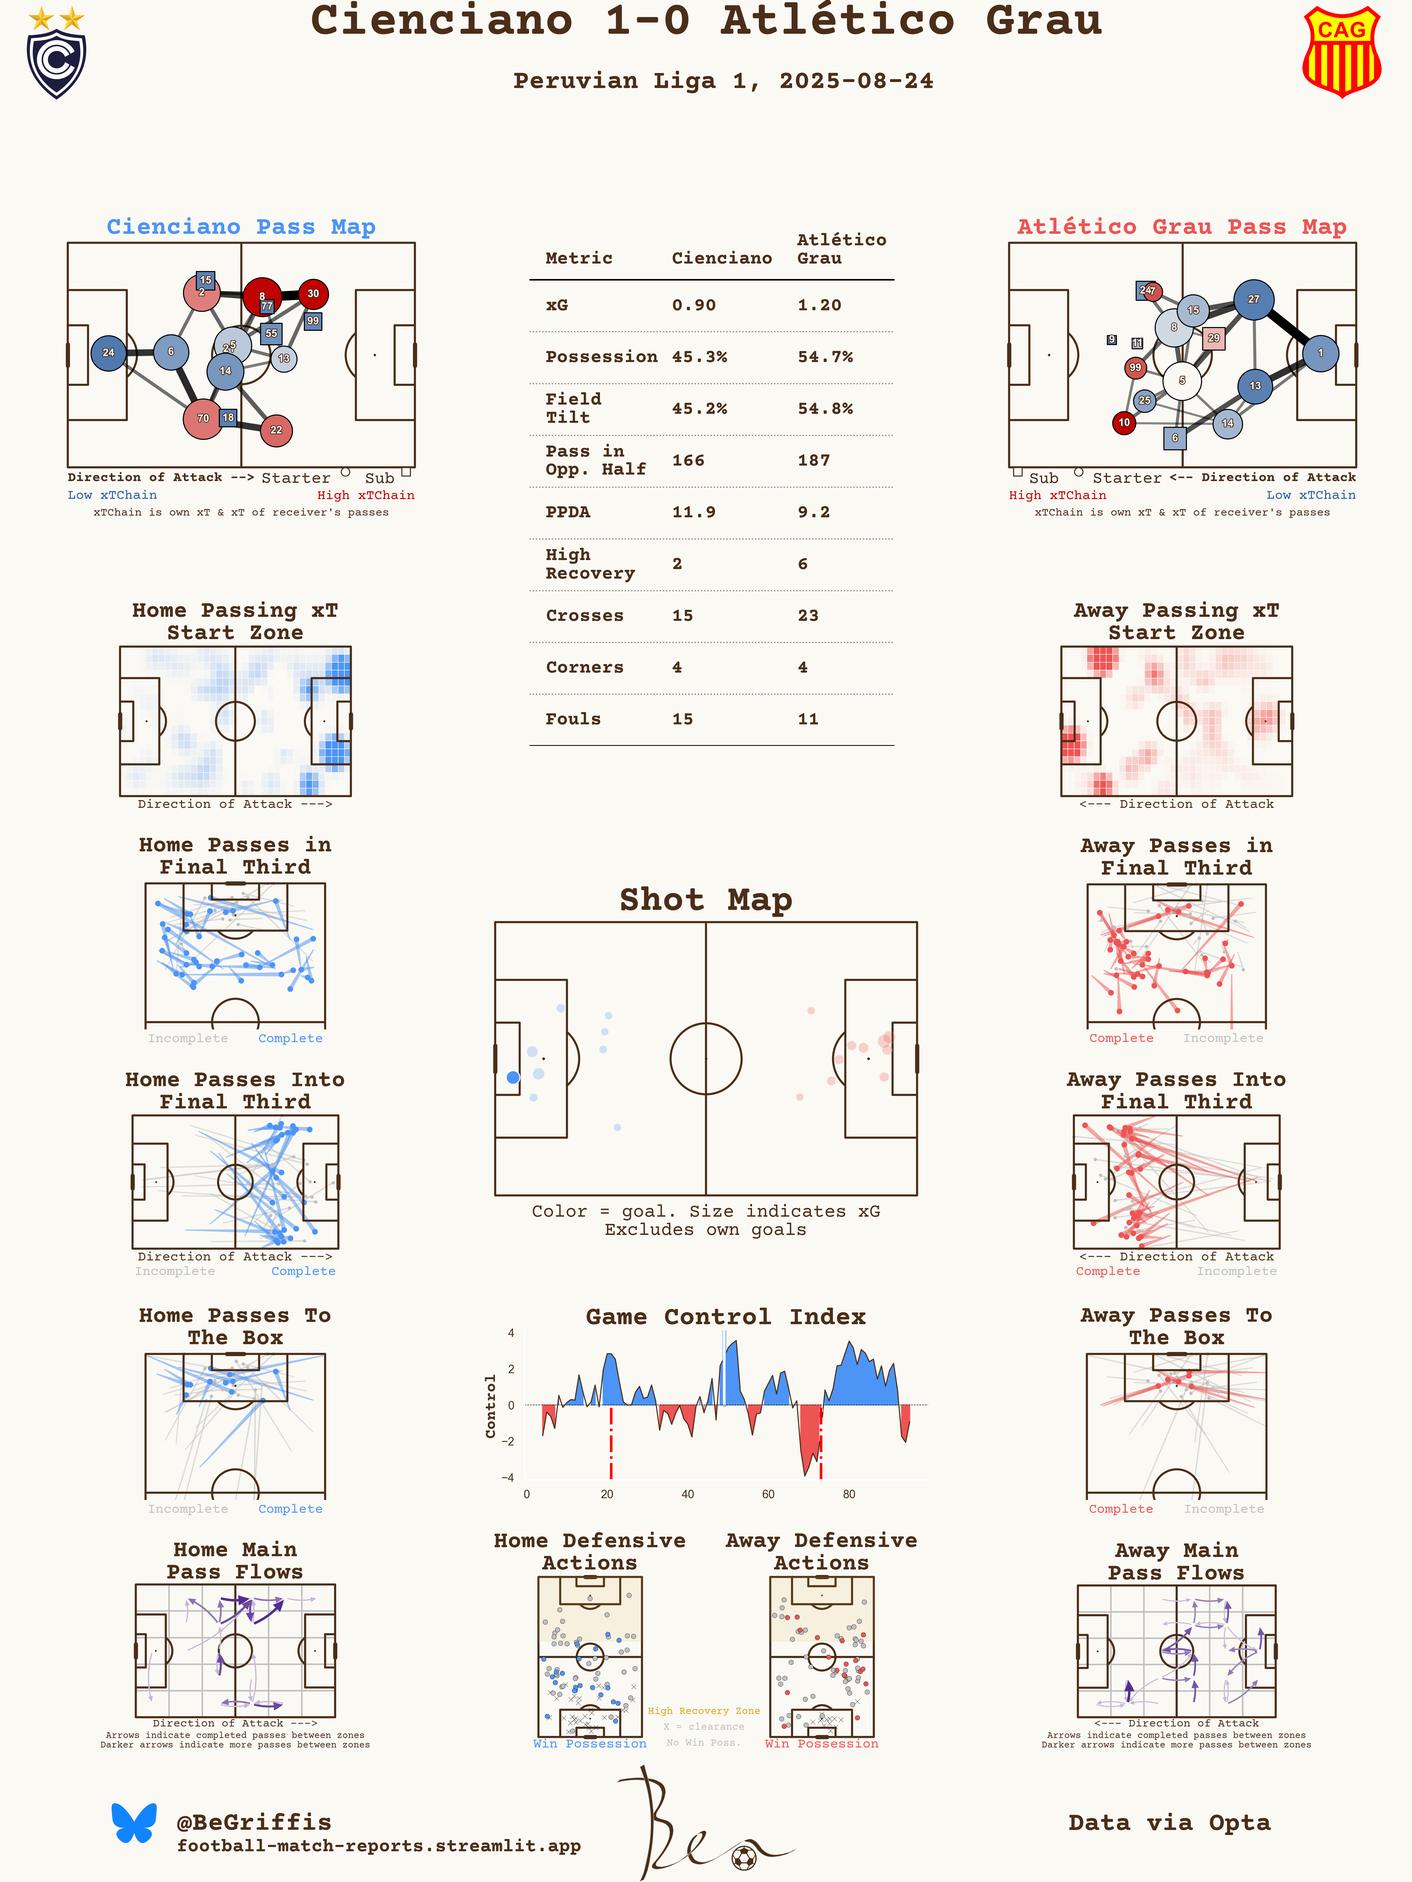 Cienciano 1-0 Atlético Grau
Peruvian Liga 1, 2025-08-24
CAG
Cienciano Pass Map
15
2
8
77
30
99
55
24
6
5
13
14
70
18
22
Direction of Attack --> Starter Sub
Low xTChain High xTChain
xTChain is own xT & xT of receiver's passes
Metric Cienciano Atlético Grau
xG 0.90 1.20
Possession 45.3% 54.7%
Field Tilt 45.2% 54.8%
Pass in Opp. Half 166 187
PPDA 11.9 9.2
High Recovery 2 6
Crosses 15 23
Corners 4 4
Fouls 15 11
Atlético Grau Pass Map
24
7
15
27
8
9
11
29
1
99
5
13
25
10
6
14
Sub Starter <-- Direction of Attack
High xTChain Low xTChain
xTChain is own xT & xT of receiver's passes
Home Passing xT
Start Zone
Direction of Attack --->
Away Passing xT
Start Zone
<--- Direction of Attack
Home Passes in
Final Third
Incomplete Complete
Away Passes in
Final Third
Complete Incomplete
Shot Map
Color = goal. Size indicates xG
Excludes own goals
Home Passes Into
Final Third
Direction of Attack --->
Incomplete Complete
Away Passes Into
Final Third
<--- Direction of Attack
Complete Incomplete
Home Passes To
The Box
Incomplete Complete
Game Control Index
Control
4
2
0
−2
−4
0 20 40 60 80
Away Passes To
The Box
Complete Incomplete
Home Main
Pass Flows
Direction of Attack --->
Arrows indicate completed passes between zones
Darker arrows indicate more passes between zones
Home Defensive
Actions
Win Possession
High Recovery Zone
X = clearance
No Win Poss.
Away Defensive
Actions
Win Possession
Away Main
Pass Flows
<--- Direction of Attack
Arrows indicate completed passes between zones
Darker arrows indicate more passes between zones
@BeGriffis
football-match-reports.streamlit.app
Ben
Data via Opta